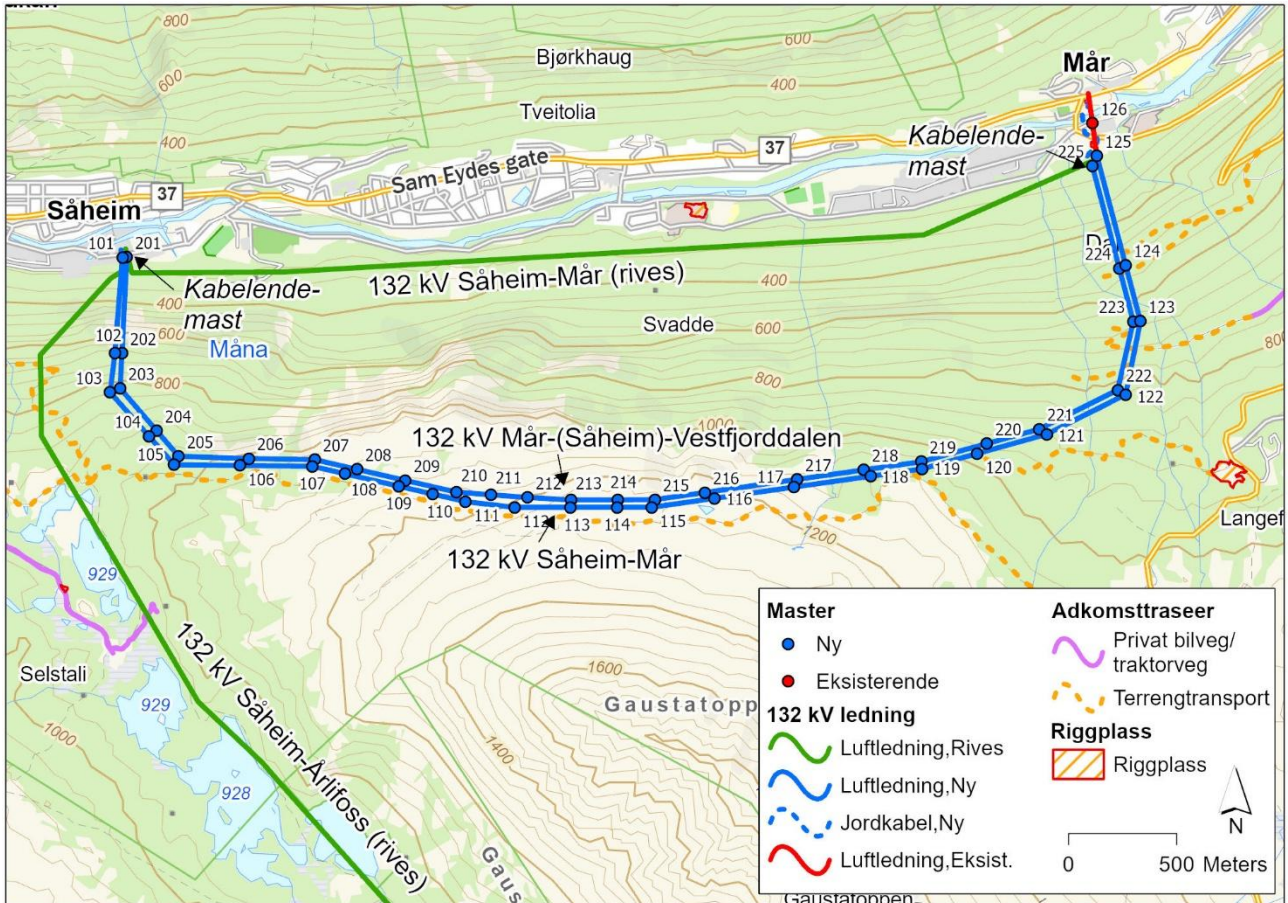 800
600
Bjørkhaug
400
Mår
600
Tveitolia
126
400
Kabelende-
mast
225
125
37
Sam Eydes gate
37
Såheim
101
201
Kabelende-
mast
132 kV Såheim-Mår (rives)
124
224
400
600
Svadde
600
223
123
102
202
Måna
103
203
800
800
800
222
122
104
204
1000
221
121
132 kV Mår-(Såheim)-Vestfjorddalen
105
205
206
207
208
209
210
211
212
213
214
215
216
217
218
219
220
106
107
108
109
110
111
112
113
114
115
116
117
118
119
120
132 kV Såheim-Mår
1200
929
132 kV Såheim-Årlifoss (rives)
Selstali
929
1600
1000
1400
928
Master
Ny
Eksisterende
132 kV ledning
Luftledning,Rives
Luftledning,Ny
Jordkabel,Ny
Luftledning,Eksist.
Adkomsttraseer
Privat bilveg/
traktorveg
Terrengtransport
Riggplass
Riggplass
N
0 500 Meters